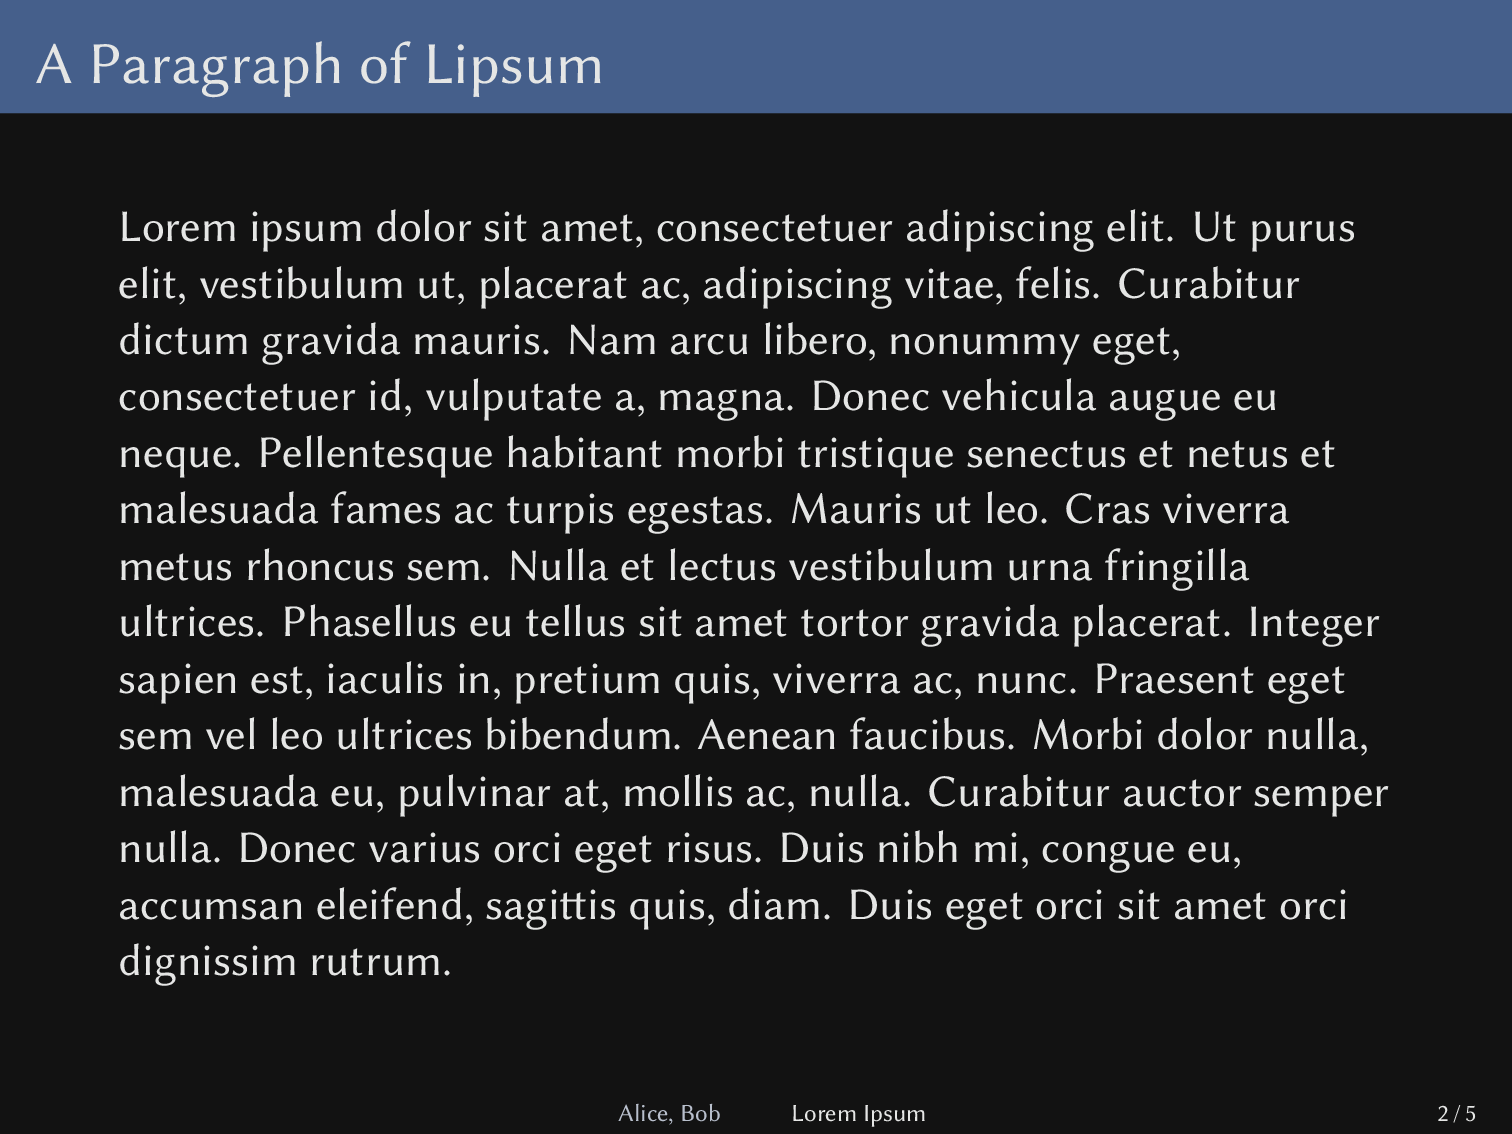 A Paragraph of Lipsum
Lorem ipsum dolor sit amet, consectetuer adipiscing elit. Ut purus
elit, vestibulum ut, placerat ac, adipiscing vitae, felis. Curabitur
dictum gravida mauris. Nam arcu libero, nonummy eget,
consectetuer id, vulputate a, magna. Donec vehicula augue eu
neque. Pellentesque habitant morbi tristique senectus et netus et
malesuada fames ac turpis egestas. Mauris ut leo. Cras viverra
metus rhoncus sem. Nulla et lectus vestibulum urna fringilla
ultrices. Phasellus eu tellus sit amet tortor gravida placerat. Integer
sapien est, iaculis in, pretium quis, viverra ac, nunc. Praesent eget
sem vel leo ultrices bibendum. Aenean faucibus. Morbi dolor nulla,
malesuada eu, pulvinar at, mollis ac, nulla. Curabitur auctor semper
nulla. Donec varius orci eget risus. Duis nibh mi, congue eu,
accumsan eleifend, sagittis quis, diam. Duis eget orci sit amet orci
dignissim rutrum.
Alice, Bob Lorem Ipsum 2 / 5